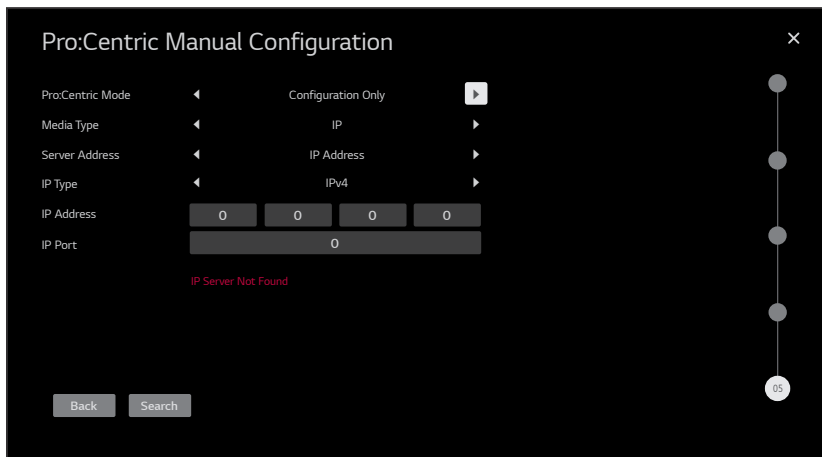 Pro:Centric Manual Configuration
Pro:Centric Mode Configuration Only
Media Type IP
Server Address IP Address
IP Type IPv4
IP Address 0 0 0 0
IP Port 0
IP Server Not Found
05
Back Search